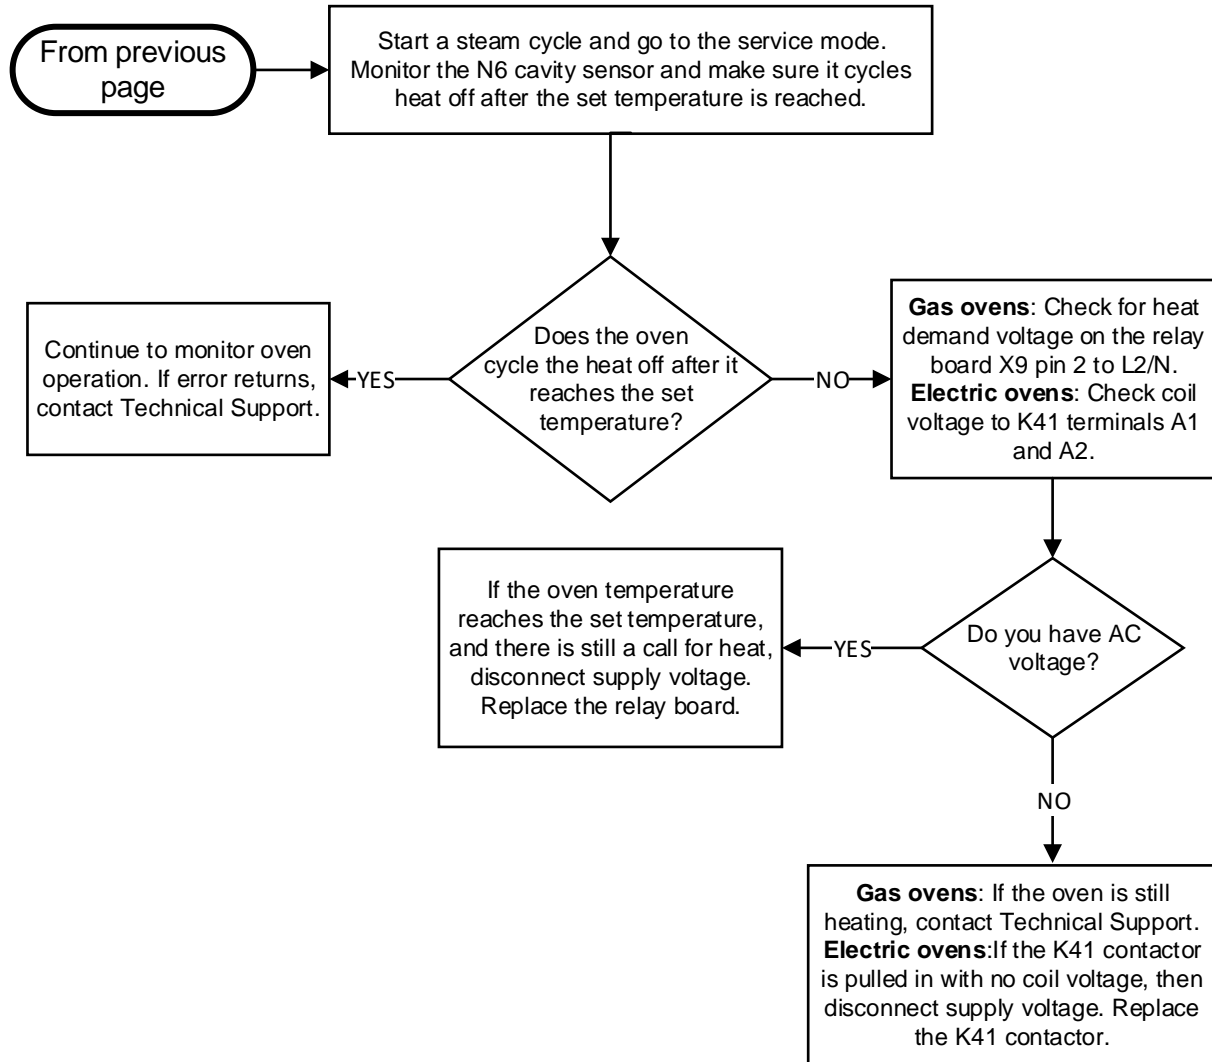 From previous
page
Start a steam cycle and go to the service mode.
Monitor the N6 cavity sensor and make sure it cycles
heat off after the set temperature is reached.
Does the oven
cycle the heat off after it
reaches the set
temperature?
YES
Continue to monitor oven
operation. If error returns,
contact Technical Support.
NO
Gas ovens: Check for heat
demand voltage on the relay
board X9 pin 2 to L2/N.
Electric ovens: Check coil
voltage to K41 terminals A1
and A2.
Do you have AC
voltage?
YES
If the oven temperature
reaches the set temperature,
and there is still a call for heat,
disconnect supply voltage.
Replace the relay board.
NO
Gas ovens: If the oven is still
heating, contact Technical Support.
Electric ovens:If the K41 contactor
is pulled in with no coil voltage, then
disconnect supply voltage. Replace
the K41 contactor.